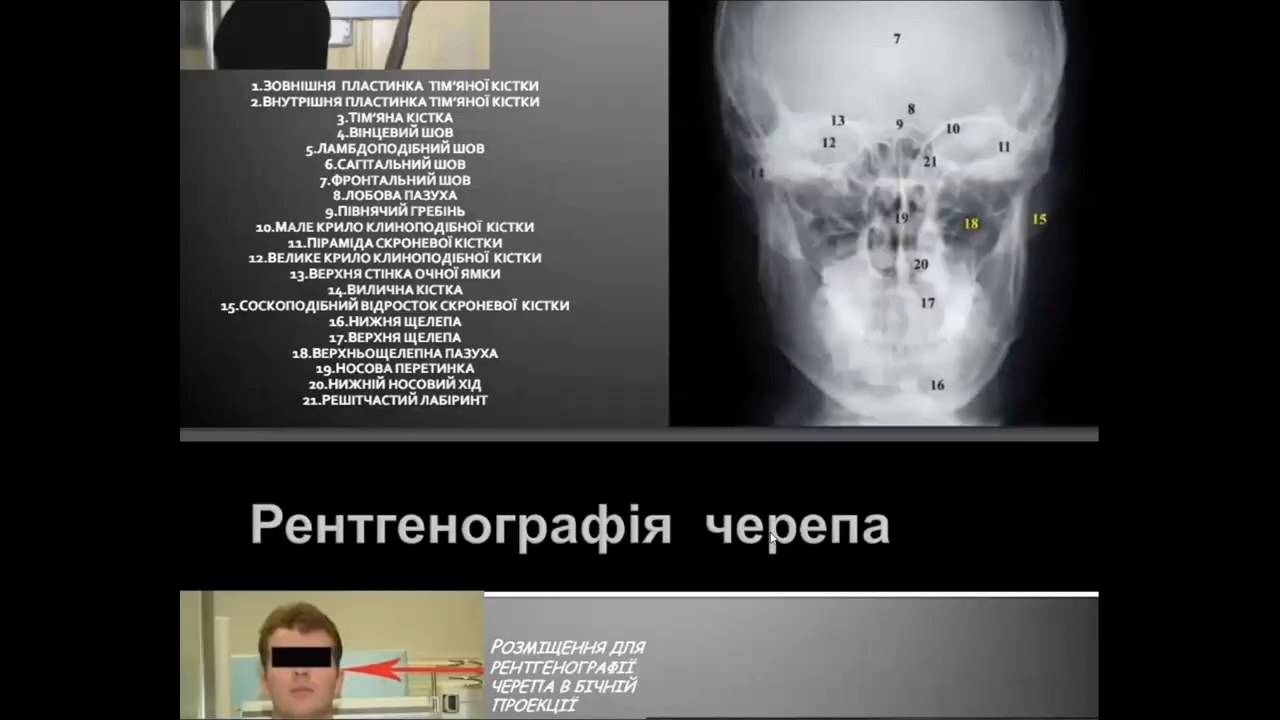 1.ЗОВНІШНЯ ПЛАСТИНКА ТІМ'ЯНОЇ КІСТКИ
2.ВНУТРІШНЯ ПЛАСТИНКА ТІМ'ЯНОЇ КІСТКИ
3.ТІМ'ЯНА КІСТКА
4.ВІНЦЕВИЙ ШОВ
5.ЛАМБДОПОДІБНИЙ ШОВ
6.САГІТАЛЬНИЙ ШОВ
7.ФРОНТАЛЬНИЙ ШОВ
8.ЛОБОВА ПАЗУХА
9.ПІВНЯЧИЙ ГРЕБІНЬ
10.МАЛЕ КРИЛО КЛИНОПОДІБНОЇ КІСТКИ
11.ПІРАМІДА СКРОНЕВОЇ КІСТКИ
12.ВЕЛИКЕ КРИЛО КЛИНОПОДІБНОЇ КІСТКИ
13.ВЕРХНЯ СТІНКА ОЧНОЇ ЯМКИ
14.ВИЛИЧНА КІСТКА
15.СОСКОПОДІБНИЙ ВІДРОСТОК СКРОНЕВОЇ КІСТКИ
16.НИЖНЯ ЩЕЛЕПА
17.ВЕРХНЯ ЩЕЛЕПА
18.ВЕРХНЬОЩЕЛЕПНА ПАЗУХА
19.НОСОВА ПЕРЕТИНКА
20.НИЖНІЙ НОСОВИЙ ХІД
21.РЕШІТЧАСТИЙ ЛАБІРИНТ
7
8
13
9
10
12
11
21
14
19
18
15
20
17
16
Рентгенографія черепа
РОЗМІЩЕННЯ ДЛЯ
РЕНТГЕНОГРАФІЇ
ЧЕРЕПА В БІЧНІЙ
ПРОЕКЦІЇ